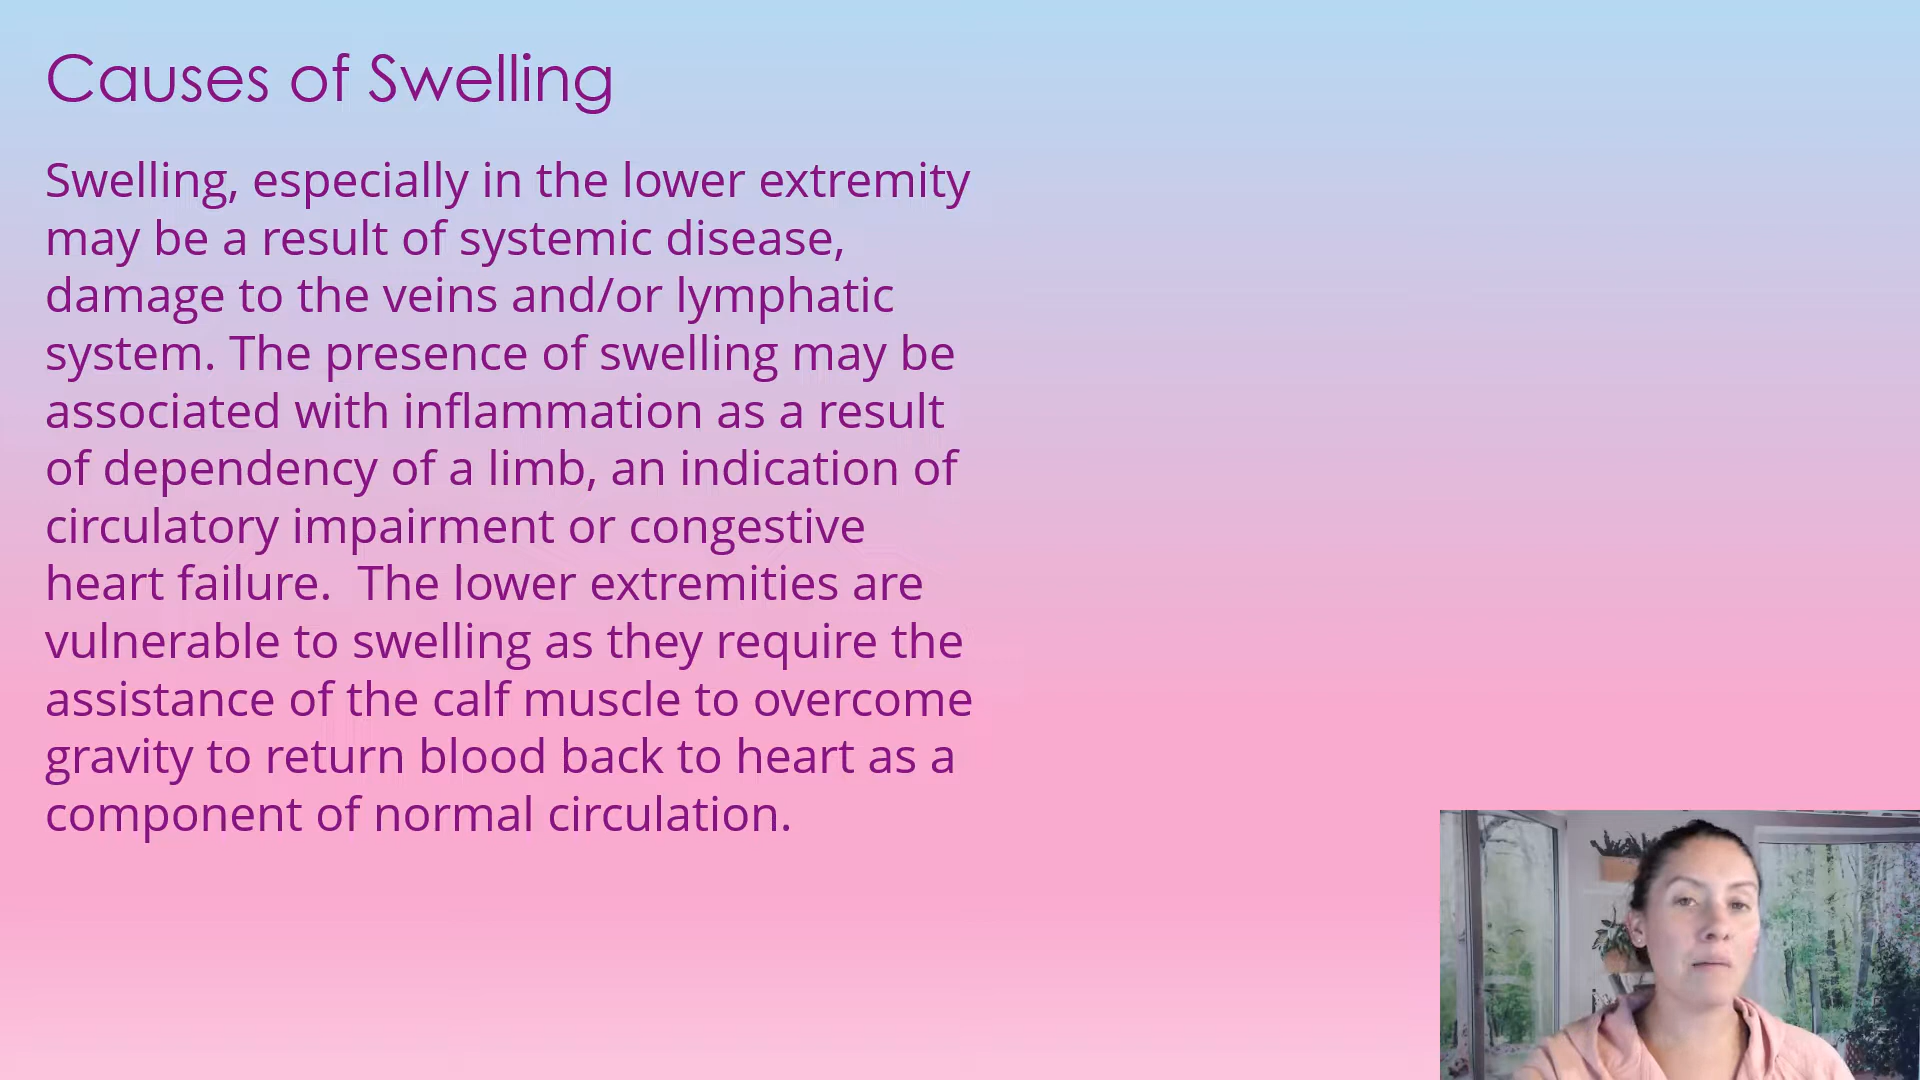 Causes of Swelling
Swelling, especially in the lower extremity
may be a result of systemic disease,
damage to the veins and/or lymphatic
system. The presence of swelling may be
associated with inflammation as a result
of dependency of a limb, an indication of
circulatory impairment or congestive
heart failure.  The lower extremities are
vulnerable to swelling as they require the
assistance of the calf muscle to overcome
gravity to return blood back to heart as a
component of normal circulation.